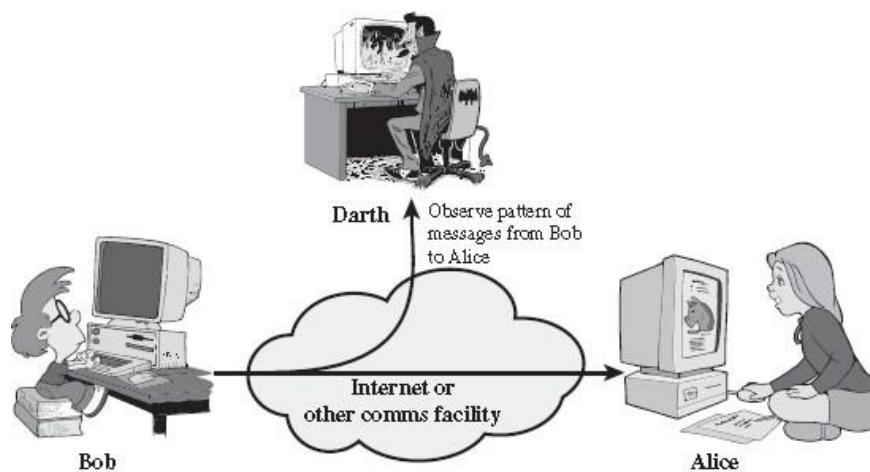 Darth
Observe pattern of
messages from Bob
to Alice
Internet or
other comms facility
Bob
Alice